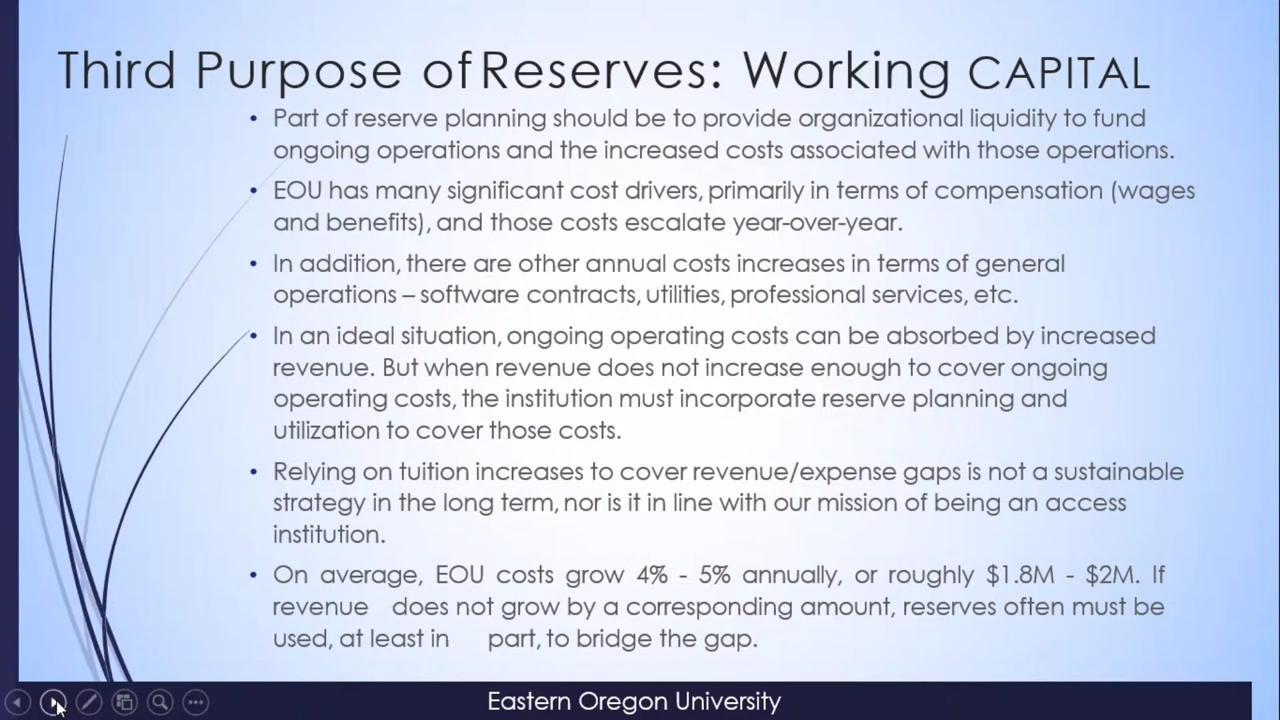 Third Purpose of Reserves: Working CAPITAL
• Part of reserve planning should be to provide organizational liquidity to fund
ongoing operations and the increased costs associated with those operations.
• EOU has many significant cost drivers, primarily in terms of compensation (wages
and benefits), and those costs escalate year-over-year.
• In addition, there are other annual costs increases in terms of general
operations – software contracts, utilities, professional services, etc.
• In an ideal situation, ongoing operating costs can be absorbed by increased
revenue. But when revenue does not increase enough to cover ongoing
operating costs, the institution must incorporate reserve planning and
utilization to cover those costs.
• Relying on tuition increases to cover revenue/expense gaps is not a sustainable
strategy in the long term, nor is it in line with our mission of being an access
institution.
• On average, EOU costs grow 4% - 5% annually, or roughly $1.8M - $2M. If
revenue does not grow by a corresponding amount, reserves often must be
used, at least in part, to bridge the gap.
Eastern Oregon University